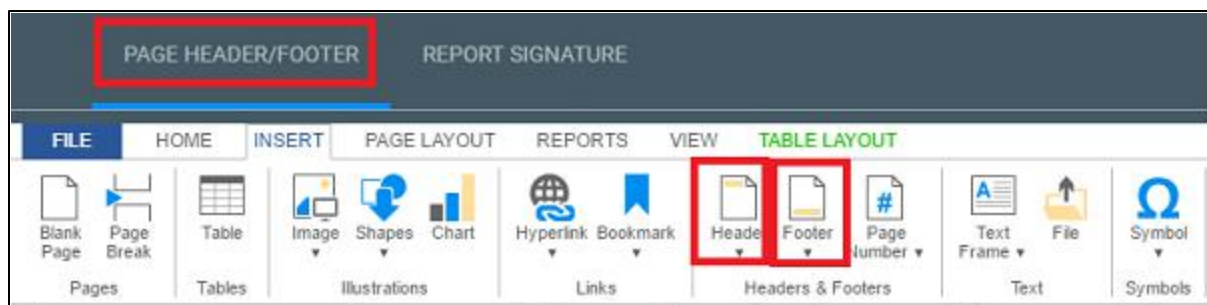 PAGE HEADER/FOOTER REPORT SIGNATURE
FILE HOME INSERT PAGE LAYOUT REPORTS VIEW TABLE LAYOUT
Blank Page Table Image Shapes Chart Hyperlink Bookmark Heade Footer Page Text File Symbol
Page Break Number Frame
Pages Tables Illustrations Links Headers & Footers Text Symbols